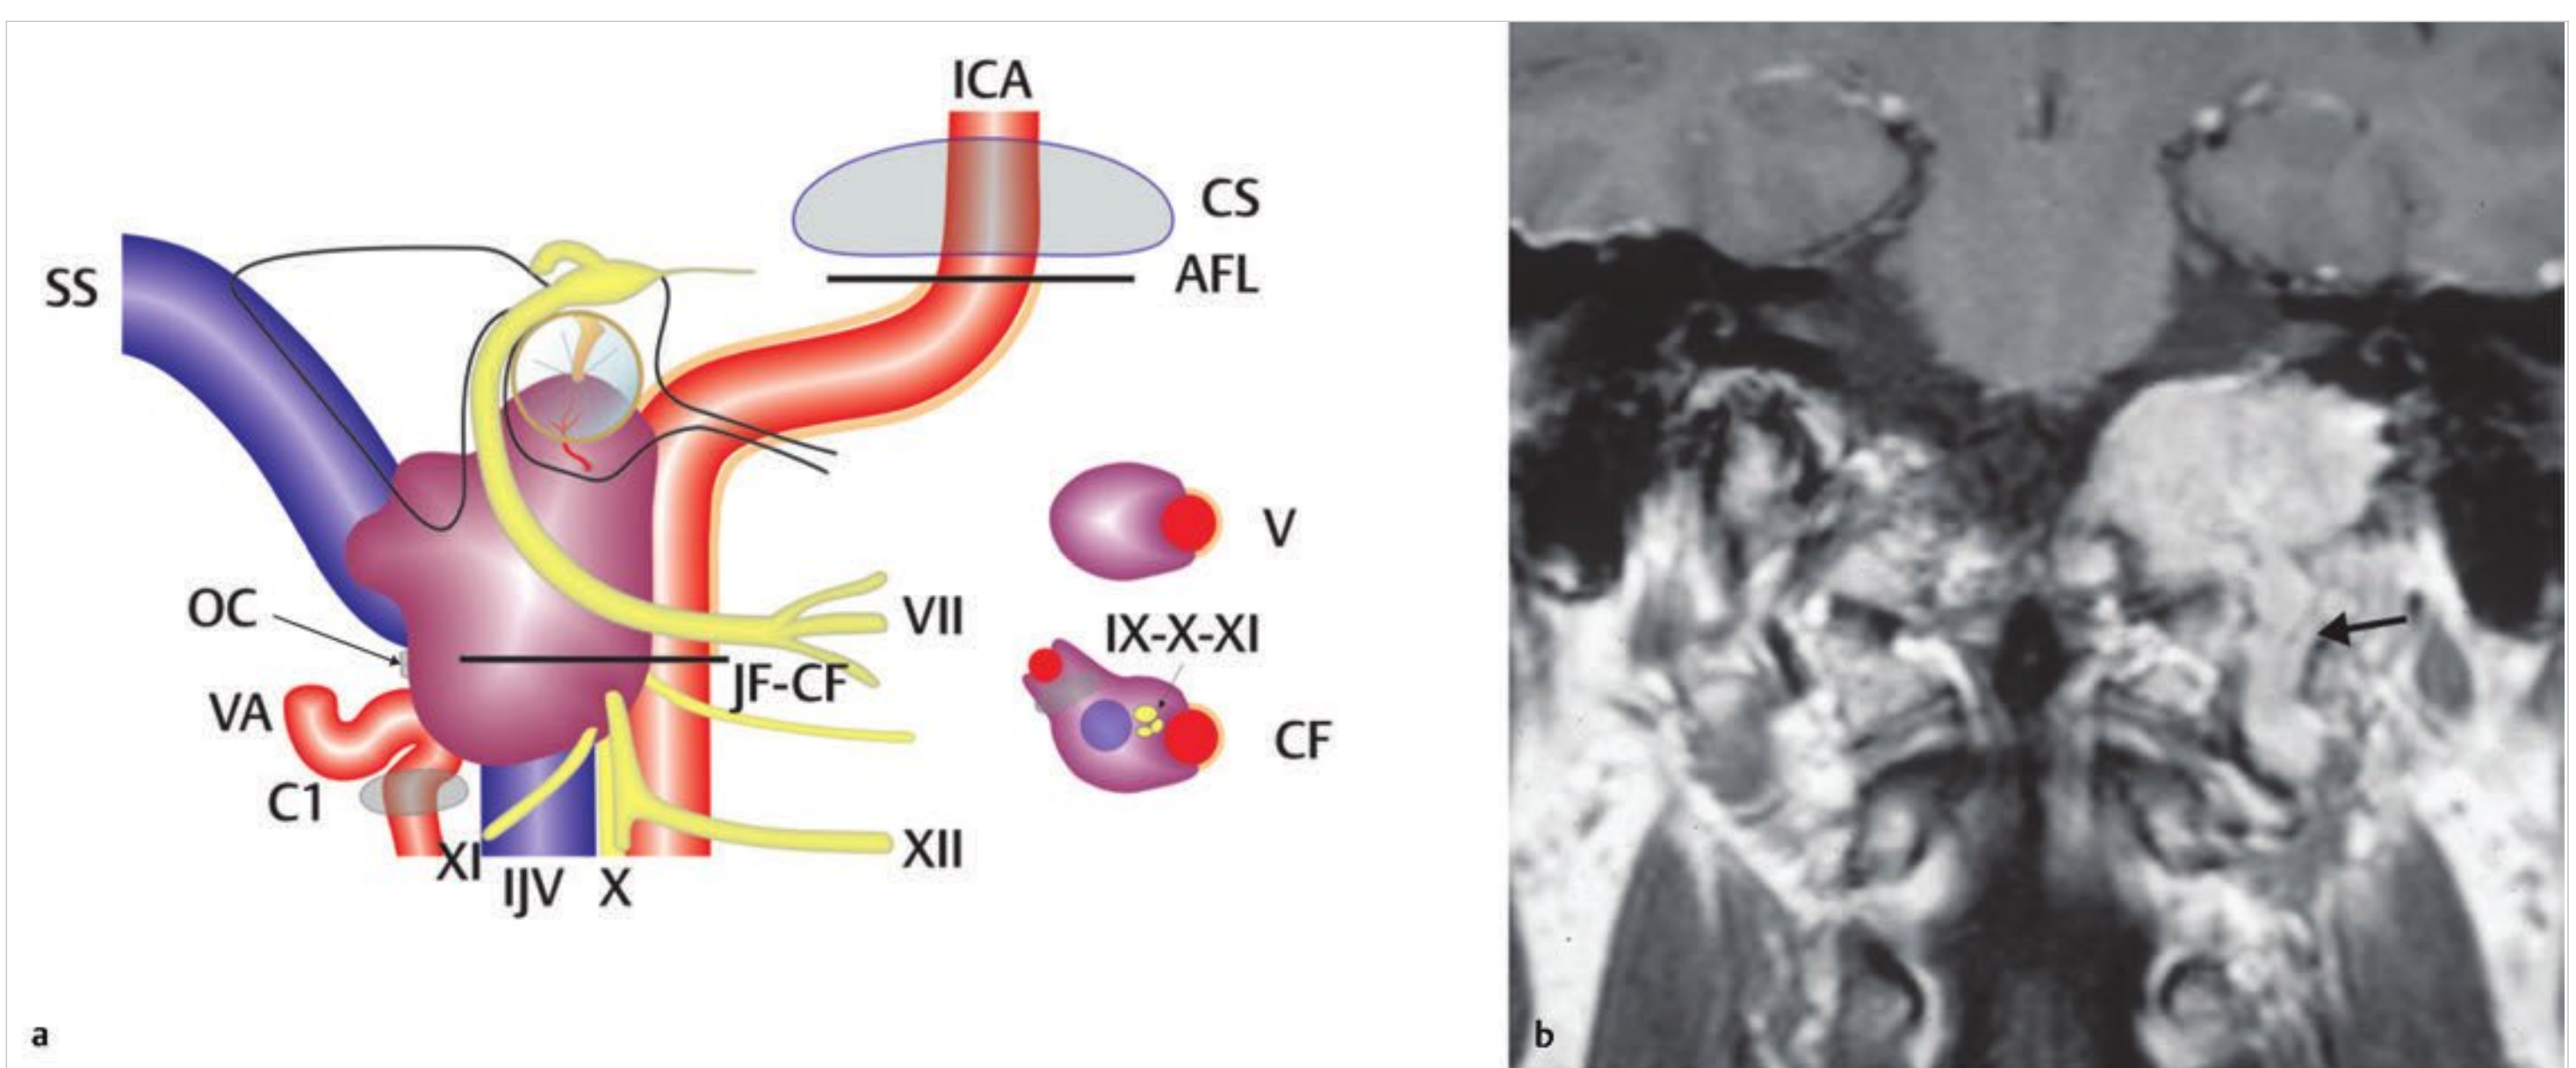 ICA
CS
AFL
SS
V
OC
IX-X-XI
VII
JF-CF
VA
CF
C1
XI
IJV
X
XII
a
b